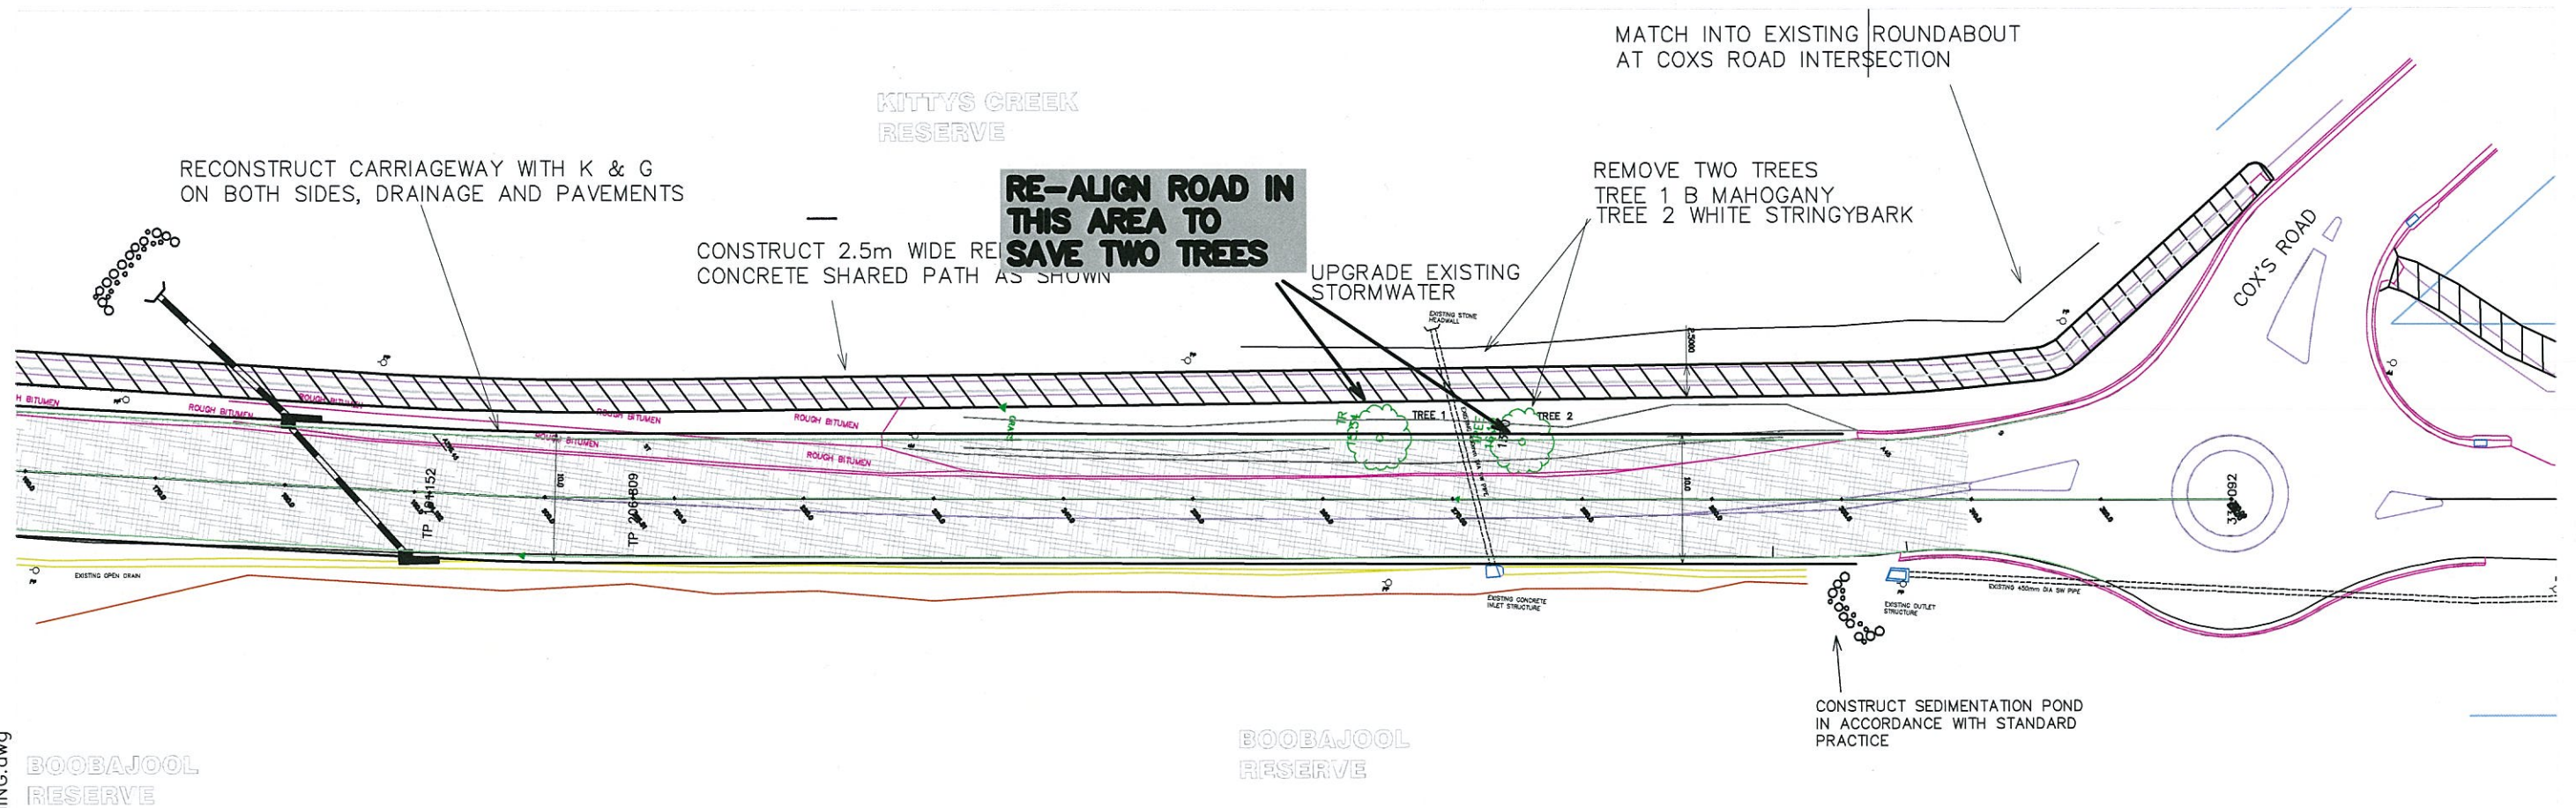 MATCH INTO EXISTING ROUNDABOUT
AT COXS ROAD INTERSECTION
KITTYS CREEK
RESERVE
RECONSTRUCT CARRIAGEWAY WITH K & G
ON BOTH SIDES, DRAINAGE AND PAVEMENTS
RE-ALIGN ROAD IN
THIS AREA TO
SAVE TWO TREES
REMOVE TWO TREES
TREE 1 B MAHOGANY
TREE 2 WHITE STRINGYBARK
CONSTRUCT 2.5m WIDE
CONCRETE SHARED PATH AS SHOWN
UPGRADE EXISTING
STORMWATER
EXISTING STONE
HEADWALL
COX'S ROAD
H BITUMEN
ROUGH BITUMEN
ROUGH BITUMEN
ROUGH BITUMEN
ROUGH BITUMEN
ROUGH BITUMEN
ROUGH BITUMEN
TREE 1
TREE 2
10.0
10.0
EXISTING OPEN DRAIN
EXISTING CONCRETE
INLET STRUCTURE
EXISTING OUTLET
STRUCTURE
EXISTING 450mm DIA SW PIPE
CONSTRUCT SEDIMENTATION POND
IN ACCORDANCE WITH STANDARD
PRACTICE
BOOBAJOOL
RESERVE
BOOBAJOOL
RESERVE